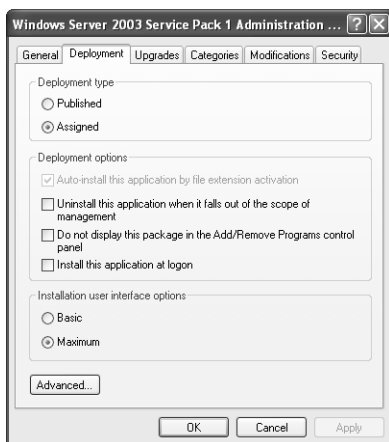 Windows Server 2003 Service Pack 1 Administration ...
General Deployment Upgrades Categories Modifications Security
Deployment type
Published
Assigned
Deployment options
Auto-install this application by file extension activation
Uninstall this application when it falls out of the scope of
management
Do not display this package in the Add/Remove Programs control
panel
Install this application at logon
Installation user interface options
Basic
Maximum
Advanced...
OK Cancel Apply